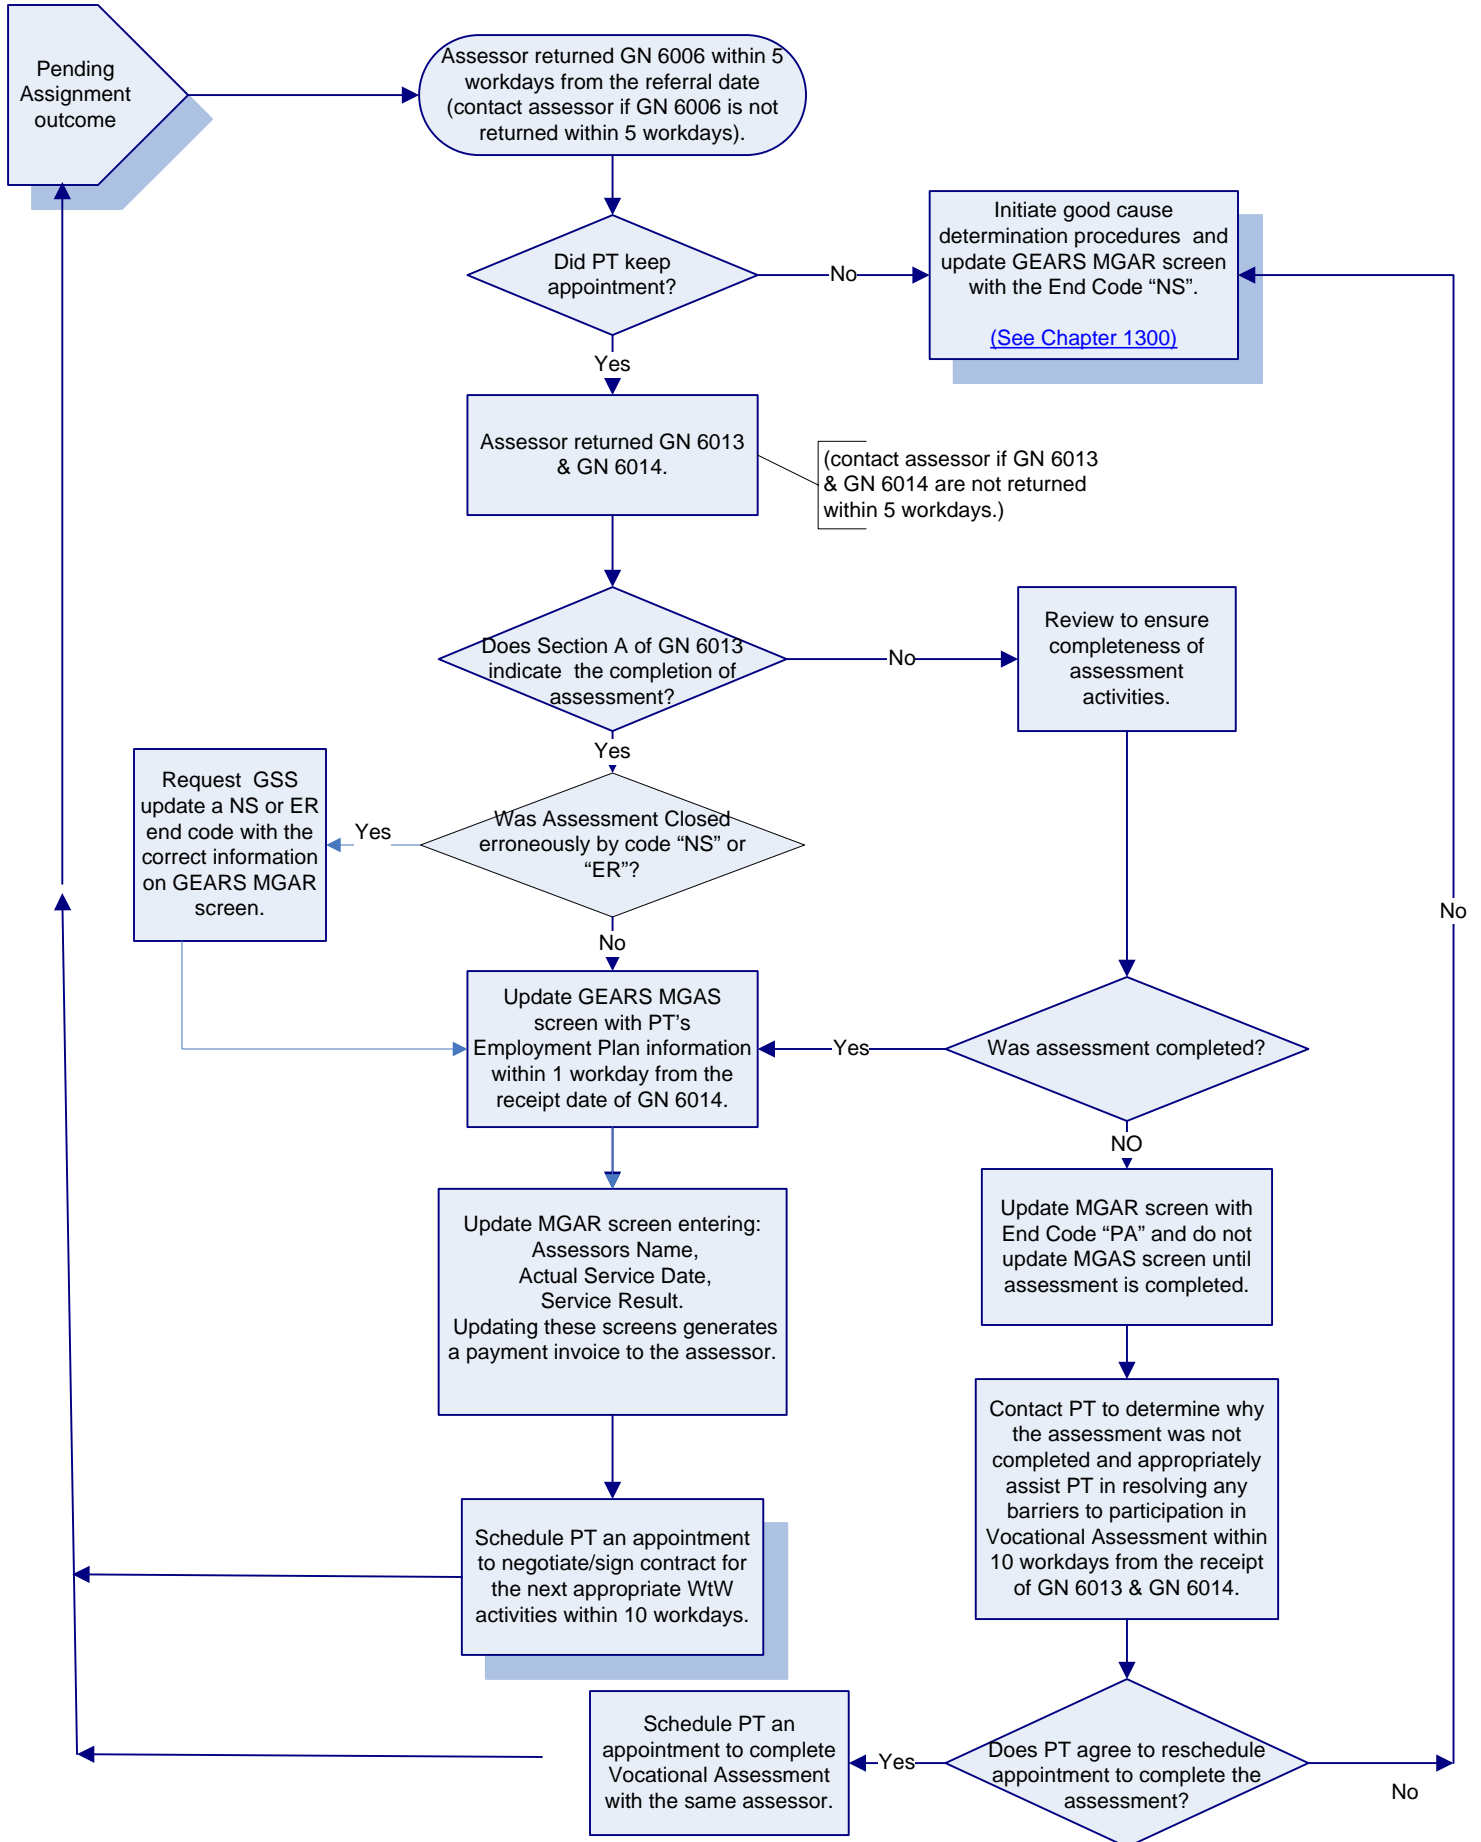 Pending
Assignment
outcome
Assessor returned GN 6006 within 5
workdays from the referral date
(contact assessor if GN 6006 is not
returned within 5 workdays).
Did PT keep
appointment?
No
Initiate good cause
determination procedures and
update GEARS MGAR screen
with the End Code “NS”.
(See Chapter 1300)
Yes
Assessor returned GN 6013
& GN 6014.
(contact assessor if GN 6013
& GN 6014 are not returned
within 5 workdays.)
Does Section A of GN 6013
indicate the completion of
assessment?
No
Review to ensure
completeness of
assessment
activities.
Yes
Was Assessment Closed
erroneously by code “NS” or
“ER”?
Yes
Request GSS
update a NS or ER
end code with the
correct information
on GEARS MGAR
screen.
No
No
Update GEARS MGAS
screen with PT’s
Employment Plan information
within 1 workday from the
receipt date of GN 6014.
Yes
Was assessment completed?
NO
Update MGAR screen entering:
Assessors Name,
Actual Service Date,
Service Result.
Updating these screens generates
a payment invoice to the assessor.
Update MGAR screen with
End Code “PA” and do not
update MGAS screen until
assessment is completed.
Contact PT to determine why
the assessment was not
completed and appropriately
assist PT in resolving any
barriers to participation in
Vocational Assessment within
10 workdays from the receipt
of GN 6013 & GN 6014.
Schedule PT an appointment
to negotiate/sign contract for
the next appropriate WtW
activities within 10 workdays.
Schedule PT an
appointment to complete
Vocational Assessment
with the same assessor.
Yes
Does PT agree to reschedule
appointment to complete the
assessment?
No